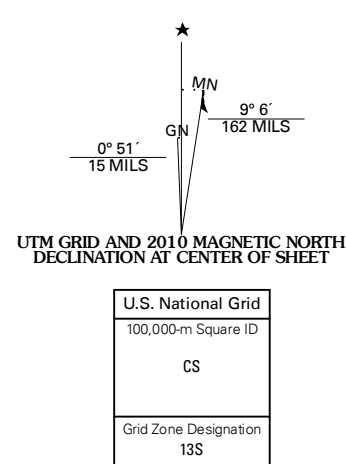 ★
MN
GN
9° 6´
162 MILS
0° 51´
15 MILS
UTM GRID AND 2010 MAGNETIC NORTH
DECLINATION AT CENTER OF SHEET
U.S. National Grid
100,000-m Square ID
CS
Grid Zone Designation
13S